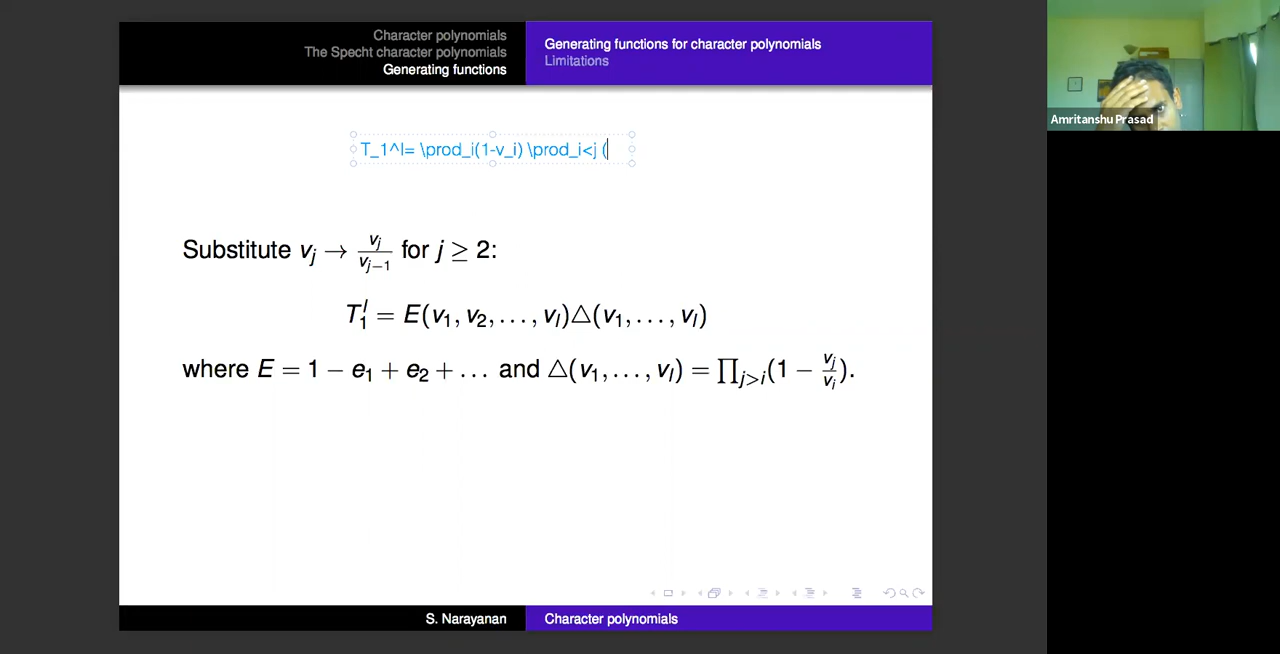 Character polynomials
The Specht character polynomials
Generating functions
Generating functions for character polynomials
Limitations
Amritanshu Prasad
T_1^l= \prod_i(1-v_i) \prod_i<j (
Substitute v_j → v_j/v_{j−1} for j ≥ 2:
T_1^l = E(v_1, v_2, . . . , v_l)△(v_1, . . . , v_l)
where E = 1 − e_1 + e_2 + . . . and △(v_1, . . . , v_l) = ∏_{j>i}(1 − v_j/v_i).
S. Narayanan
Character polynomials